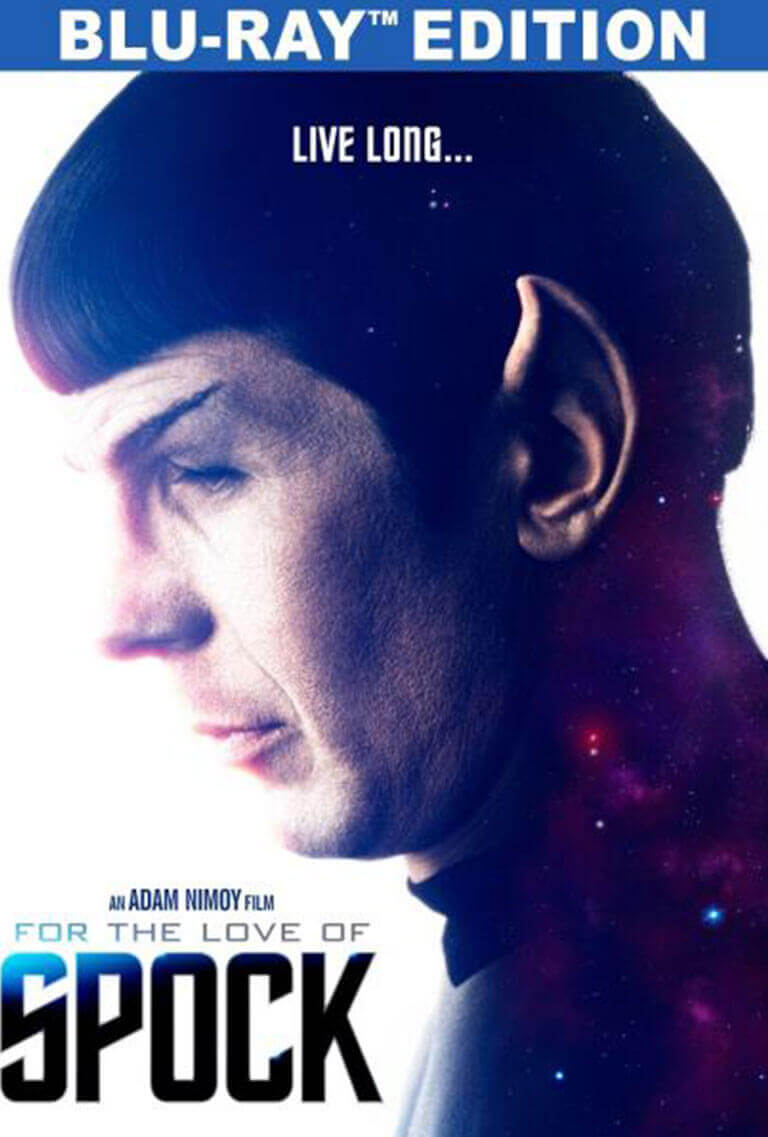 BLU-RAY™ EDITION
LIVE LONG...
AN ADAM NIMOY FILM
FOR THE LOVE OF
SPOCK